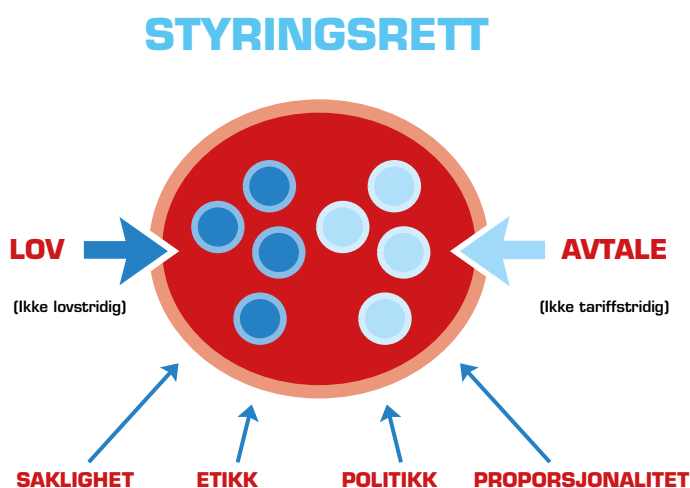 STYRINGSRETT
LOV
AVTALE
(Ikke lovstridig)
(Ikke tariffstridig)
SAKLIGHET
ETIKK
POLITIKK
PROPORSJONALITET